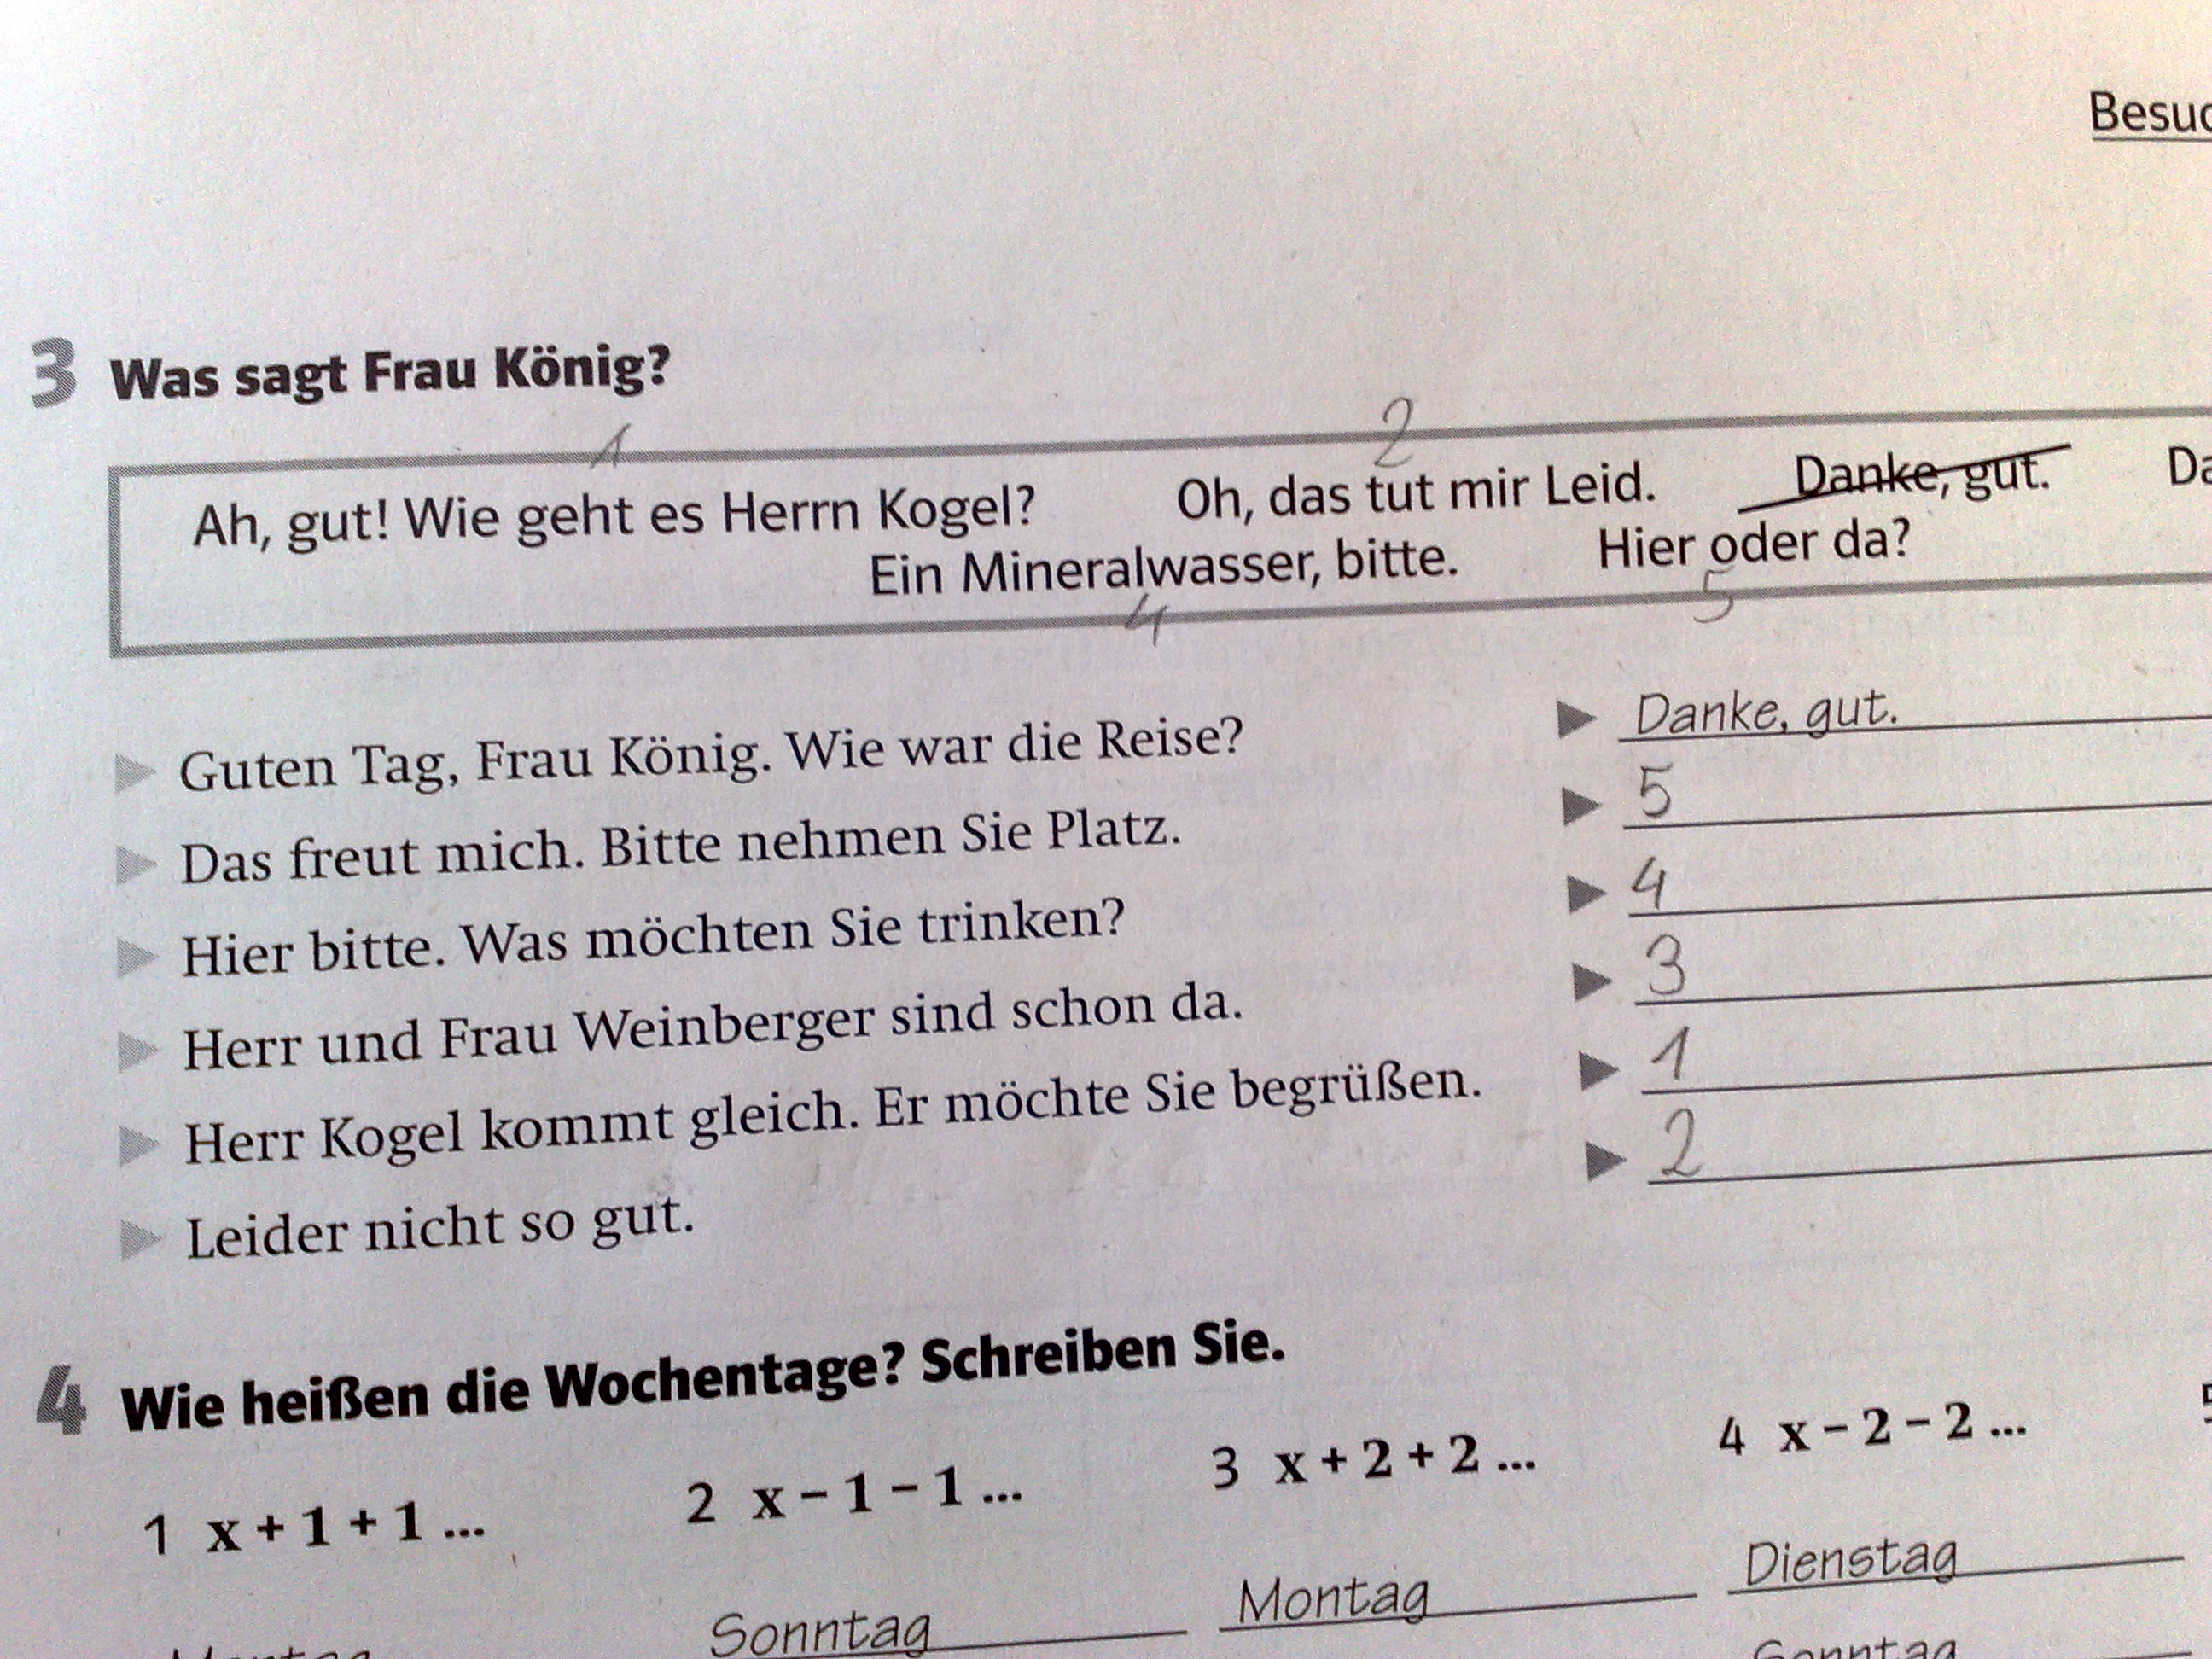 Besuc
3 Was sagt Frau König?
1 2
Ah, gut! Wie geht es Herrn Kogel? Oh, das tut mir Leid. Danke, gut. Da
Ein Mineralwasser, bitte. Hier oder da?
4 5
Guten Tag, Frau König. Wie war die Reise? Danke, gut.
Das freut mich. Bitte nehmen Sie Platz. 5
Hier bitte. Was möchten Sie trinken? 4
Herr und Frau Weinberger sind schon da. 3
Herr Kogel kommt gleich. Er möchte Sie begrüßen. 1
Leider nicht so gut. 2
4 Wie heißen die Wochentage? Schreiben Sie.
1 x + 1 + 1 ... 2 x – 1 – 1 ... 3 x + 2 + 2 ... 4 x – 2 – 2 ... 5
Montag Sonntag Montag Dienstag
Sonntag